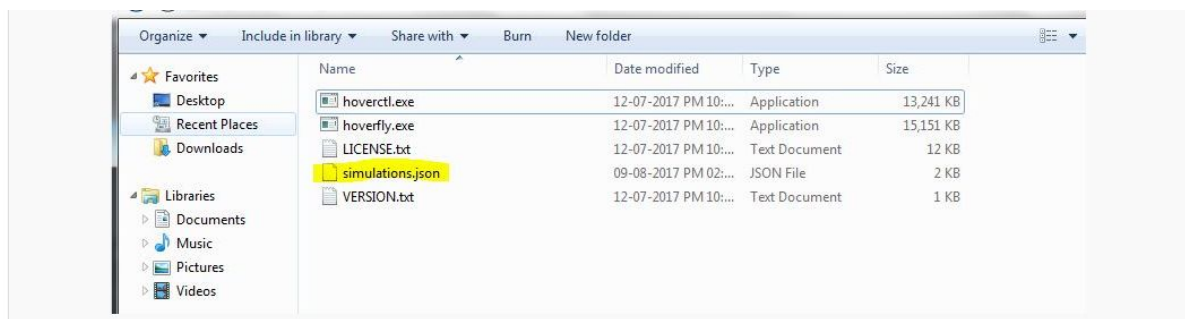 Organize Include in library Share with Burn New folder
Favorites
Desktop
Recent Places
Downloads
Libraries
Documents
Music
Pictures
Videos
Name Date modified Type Size
hoverctl.exe 12-07-2017 PM 10:... Application 13,241 KB
hoverfly.exe 12-07-2017 PM 10:... Application 15,151 KB
LICENSE.txt 12-07-2017 PM 10:... Text Document 12 KB
simulations.json 09-08-2017 PM 02:... JSON File 2 KB
VERSION.txt 12-07-2017 PM 10:... Text Document 1 KB